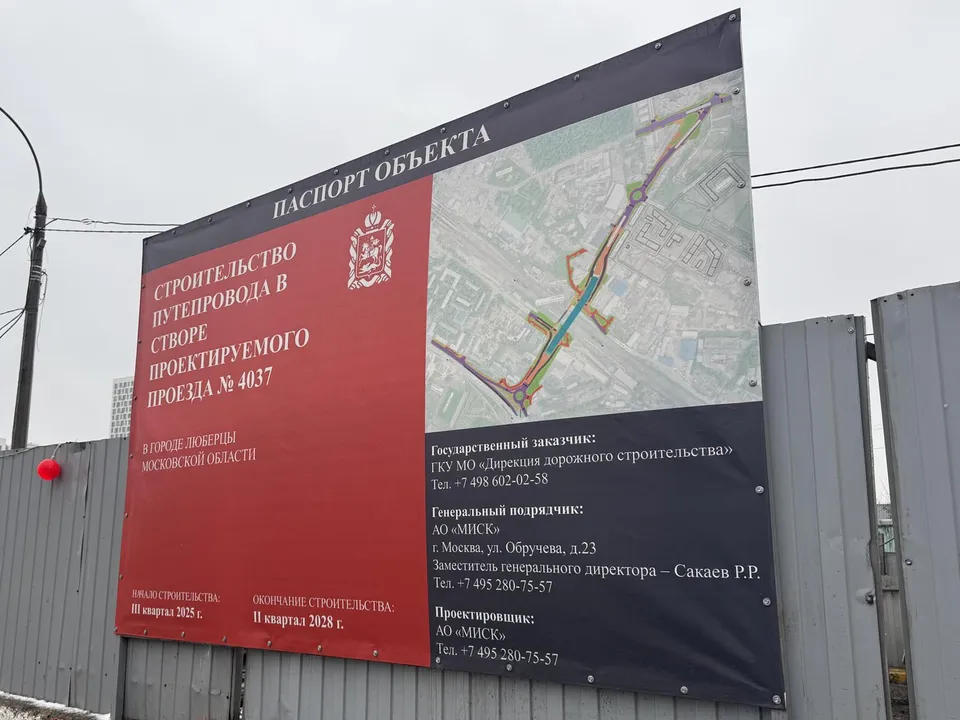 ПАСПОРТ ОБЪЕКТА
СТРОИТЕЛЬСТВО
ПУТЕПРОВОДА В
СТВОРЕ
ПРОЕКТИРУЕМОГО
ПРОЕЗДА № 4037
В ГОРОДЕ ЛЮБЕРЦЫ
МОСКОВСКОЙ ОБЛАСТИ
НАЧАЛО СТРОИТЕЛЬСТВА:
III квартал 2025 г.
ОКОНЧАНИЕ СТРОИТЕЛЬСТВА:
II квартал 2028 г.
Государственный заказчик:
ГКУ МО «Дирекция дорожного строительства»
Тел. +7 498 602-02-58
Генеральный подрядчик:
АО «МИСК»
г. Москва, ул. Обручева, д.23
Заместитель генерального директора – Сакаев Р.Р.
Тел. +7 495 280-75-57
Проектировщик:
АО «МИСК»
Тел. +7 495 280-75-57